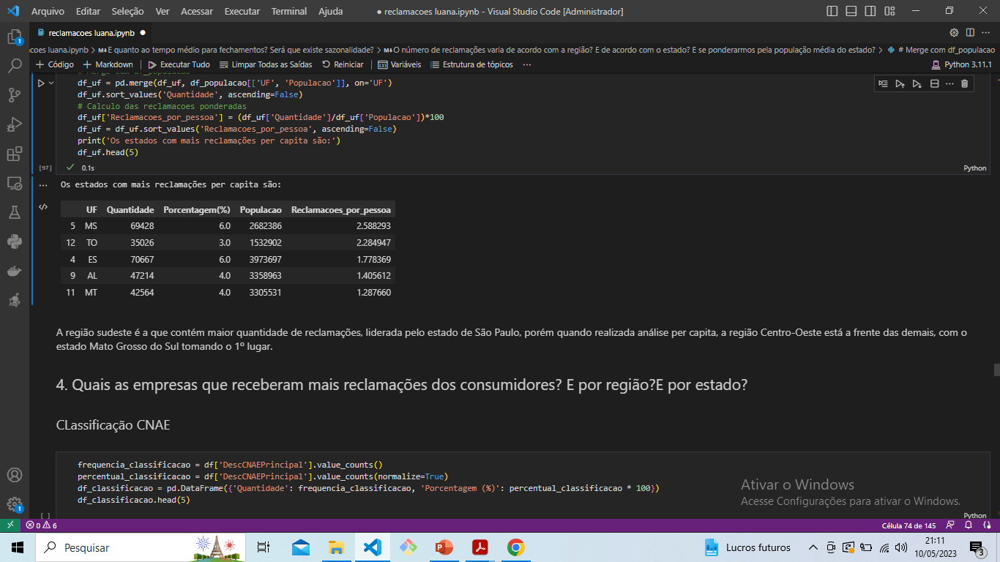 Arquivo Editar Seleção Ver Acessar Executar Terminal Ajuda
● reclamacoes luana.ipynb - Visual Studio Code [Administrador]
reclamacoes luana.ipynb ●
coes luana.ipynb > M↓E quanto ao tempo médio para fechamentos? Será que existe sazonalidade? > M↓O número de reclamações varia de acordo com a região? E de acordo com o estado? E se ponderarmos pela população média do estado? > # Merge com df_populacao
+ Código + Markdown Executar Tudo Limpar Todas as Saídas Reiniciar Variáveis Estrutura de tópicos ... Python 3.11.1
# Merge com df_populacao
df_uf = pd.merge(df_uf, df_populacao[['UF', 'Populacao']], on='UF')
df_uf.sort_values('Quantidade', ascending=False)
# Calculo das reclamacoes ponderadas
df_uf['Reclamacoes_por_pessoa'] = (df_uf['Quantidade']/df_uf['Populacao'])*100
df_uf = df_uf.sort_values('Reclamacoes_por_pessoa', ascending=False)
print('Os estados com mais reclamações per capita são:')
df_uf.head(5)
[97] 0.1s Python
Os estados com mais reclamações per capita são:
UF Quantidade Porcentagem(%) Populacao Reclamacoes_por_pessoa
5 MS 69428 6.0 2682386 2.588293
12 TO 35026 3.0 1532902 2.284947
4 ES 70667 6.0 3973697 1.778369
9 AL 47214 4.0 3358963 1.405612
11 MT 42564 4.0 3305531 1.287660
A região sudeste é a que contém maior quantidade de reclamações, liderada pelo estado de São Paulo, porém quando realizada análise per capita, a região Centro-Oeste está a frente das demais, com o
estado Mato Grosso do Sul tomando o 1º lugar.
4. Quais as empresas que receberam mais reclamações dos consumidores? E por região?E por estado?
CLassificação CNAE
frequencia_classificacao = df['DescCNAEPrincipal'].value_counts()
percentual_classificacao = df['DescCNAEPrincipal'].value_counts(normalize=True)
df_classificacao = pd.DataFrame({'Quantidade': frequencia_classificacao, 'Porcentagem (%)': percentual_classificacao * 100})
df_classificacao.head(5)
Ativar o Windows
Acesse Configurações para ativar o Windows.
[ ] Python
0 6 Célula 74 de 145
Pesquisar
Lucros futuros
21:11
10/05/2023
3
1
1